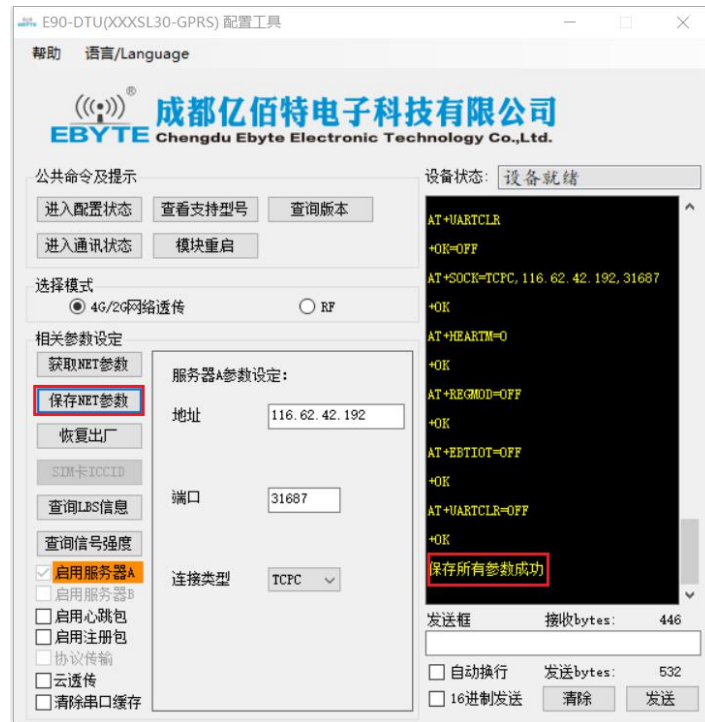 E90-DTU(XXXSL30-GPRS) 配置工具
帮助 语言/Language
EBYTE ®
成都亿佰特电子科技有限公司
Chengdu Ebyte Electronic Technology Co.,Ltd.
公共命令及提示
进入配置状态 查看支持型号 查询版本
进入通讯状态 模块重启
选择模式
4G/2G网络透传 RF
相关参数设定
获取NET参数
保存NET参数
恢复出厂
SIM卡ICCID
查询LBS信息
查询信号强度
启用服务器A
启用服务器B
启用心跳包
启用注册包
协议传输
云透传
清除串口缓存
服务器A参数设定:
地址 116.62.42.192
端口 31687
连接类型 TCPC
设备状态: 设备就绪
AT+UARTCLR
+OK=OFF
AT+SOCK=TCPC,116.62.42.192,31687
+OK
AT+HEARTM=0
+OK
AT+REGMOD=OFF
+OK
AT+EBTIOT=OFF
+OK
AT+UARTCLR=OFF
+OK
保存所有参数成功
发送框 接收bytes: 446
自动换行 发送bytes: 532
16进制发送 清除 发送